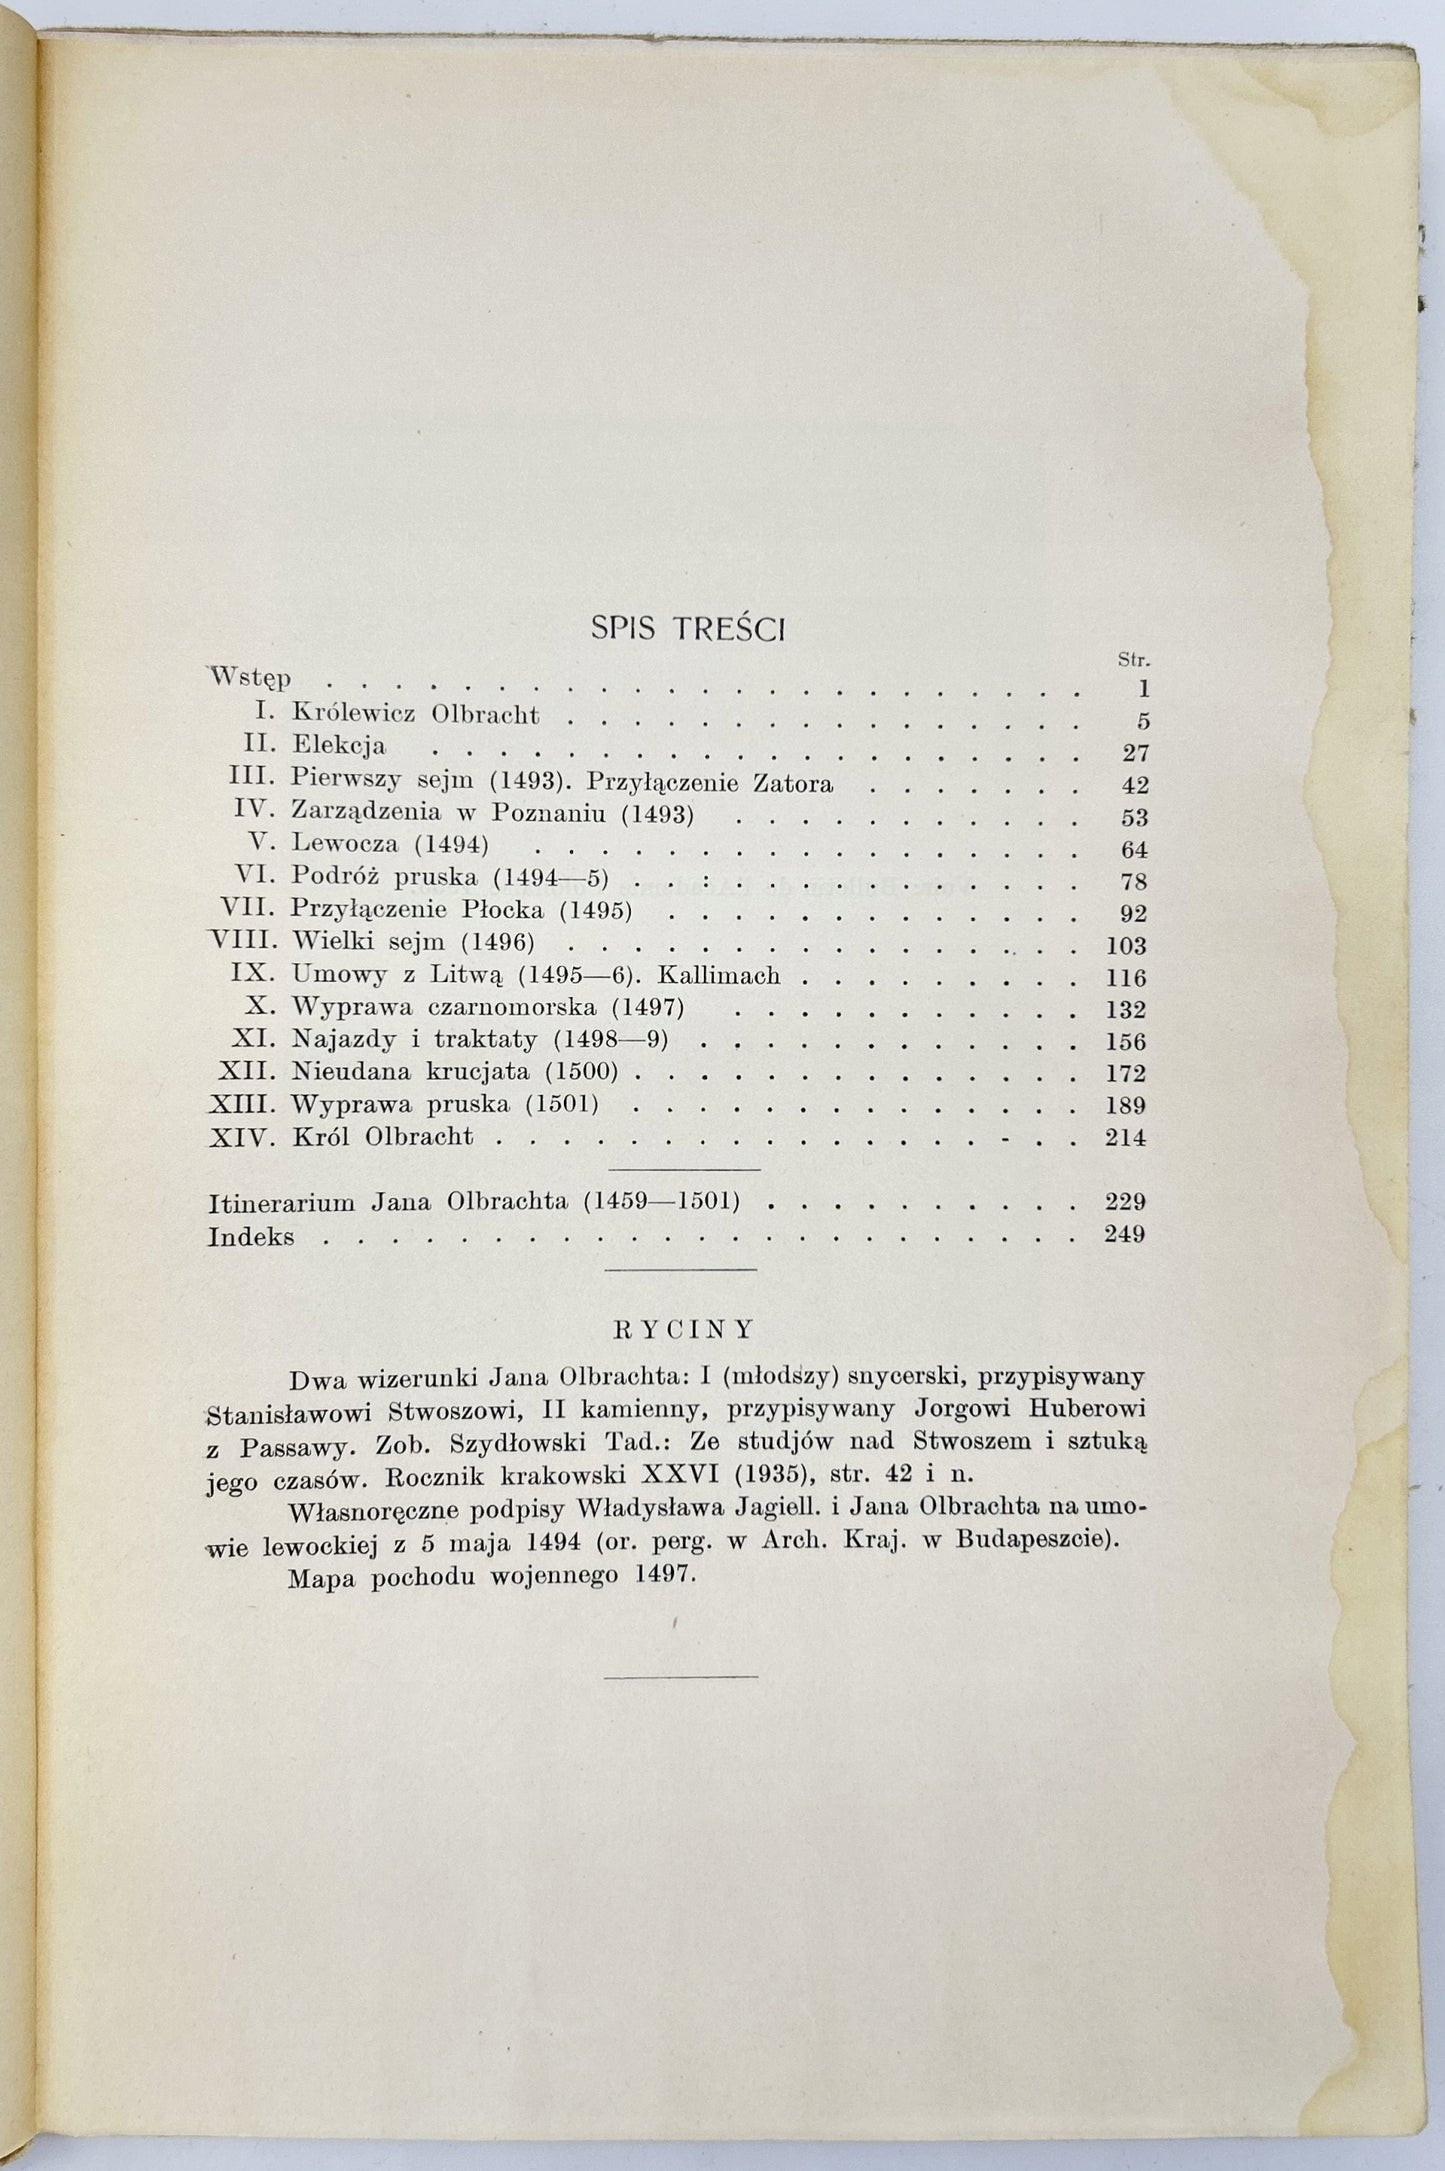 SPIS TREŚCI
Str.
Wstęp . . . . . . . . . . . . . . . . . . . . . . . 1
I. Królewicz Olbracht . . . . . . . . . . . . . . . . 5
II. Elekcja . . . . . . . . . . . . . . . . . . . . 27
III. Pierwszy sejm (1493). Przyłączenie Zatora . . . . . . . 42
IV. Zarządzenia w Poznaniu (1493) . . . . . . . . . . . 53
V. Lewocza (1494) . . . . . . . . . . . . . . . . . 64
VI. Podróż pruska (1494—5) . . : . . . . . . . . . . . 78
VII. Przyłączenie Płocka (1495) . . . . . . . . . . . . . 92
VIII. Wielki sejm (1496) . . . . . . . . . . . . . . . . 103
IX. Umowy z Litwą (1495—6). Kallimach . . . . . . . . . 116
X. Wyprawa czarnomorska (1497) . . . . . . . . . . . 132
XI. Najazdy i traktaty (1498—9) . . . . . . . . . . . . 156
XII. Nieudana krucjata (1500) . . . . . . . . . . . . . . 172
XIII. Wyprawa pruska (1501) . . . . . . . . . . . . . . 189
XIV. Król Olbracht . . . . . . . . . . . . . . . - . . 214
Itinerarium Jana Olbrachta (1459—1501) . . . . . . . . . . 229
Indeks . . . . . . . . . . . . . . . . . . . . . . . 249
RYCINY
Dwa wizerunki Jana Olbrachta: I (młodszy) snycerski, przypisywany
Stanisławowi Stwoszowi, II kamienny, przypisywany Jorgowi Huberowi
z Passawy. Zob. Szydłowski Tad.: Ze studjów nad Stwoszem i sztuką
jego czasów. Rocznik krakowski XXVI (1935), str. 42 i n.
Własnoręczne podpisy Władysława Jagiell. i Jana Olbrachta na umo-
wie lewockiej z 5 maja 1494 (or. perg. w Arch. Kraj. w Budapeszcie).
Mapa pochodu wojennego 1497.